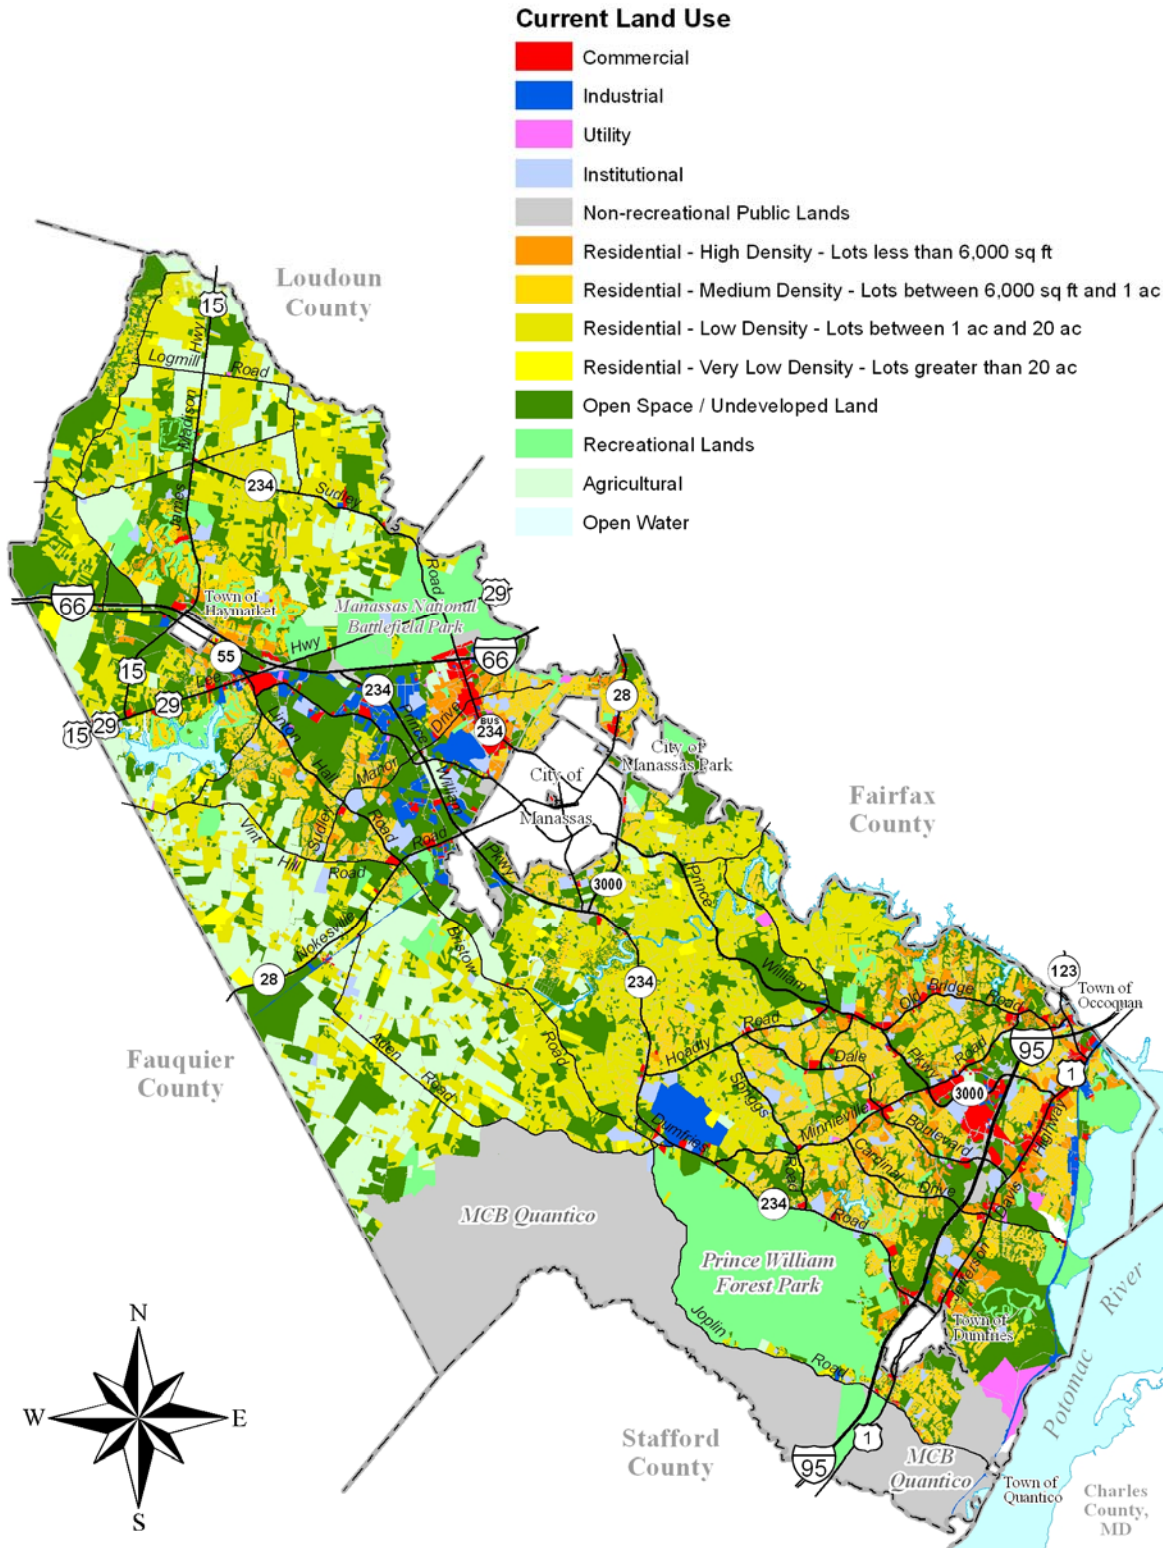 Current Land Use
Commercial
Industrial
Utility
Institutional
Non-recreational Public Lands
Residential - High Density - Lots less than 6,000 sq ft
Residential - Medium Density - Lots between 6,000 sq ft and 1 ac
Residential - Low Density - Lots between 1 ac and 20 ac
Residential - Very Low Density - Lots greater than 20 ac
Open Space / Undeveloped Land
Recreational Lands
Agricultural
Open Water
Loudoun
County
15
Hwy
Logmill Road
Madison
James
234
Sudley
Road
29
66
Town of
Haymarket
Manassas National
Battlefield Park
Hwy
55
66
15
Lee
29
234
28
15
29
BUS
234
Prince
Drive
Linton
Hall
Manor
William
City of
Manassas Park
City of
Manassas
Fairfax
County
Vint
Hill
Road
Sudley
Road
Road
Pkwy
3000
Prince
Nokesville
Bristow
28
234
William
123
Town of
Occoquan
Old Bridge Road
Fauquier
County
Aden
Road
Road
Hoadly
Road
Dale
Pkwy
Road
95
1
3000
Spriggs
Minnieville
Boulevard
Highway
Dumfries
Road
Cardinal
Drive
Davis
234
Road
MCB Quantico
Prince William
Forest Park
Jefferson
River
Joplin
Road
Town of
Dumfries
Potomac
N
W
E
S
Stafford
County
1
95
MCB
Quantico
Town of
Quantico
Charles
County,
MD